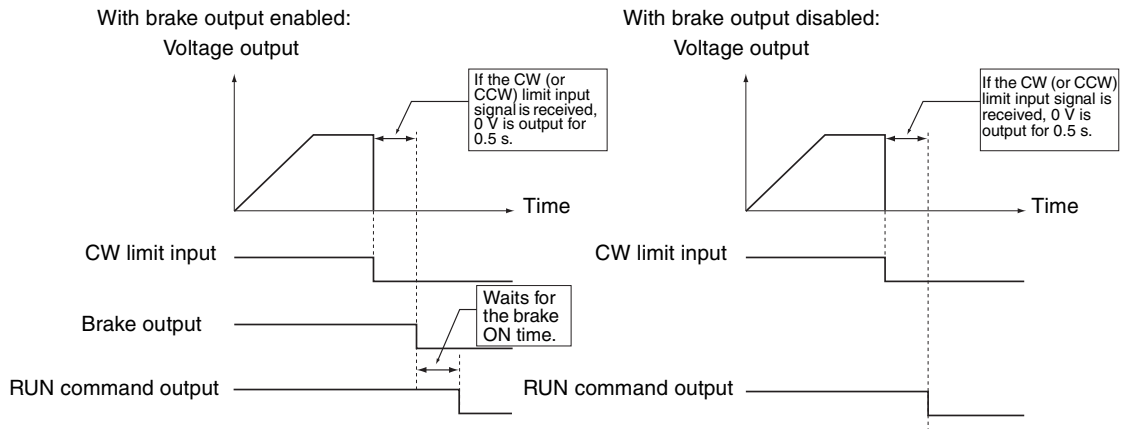 With brake output enabled:
Voltage output
If the CW (or
CCW) limit input
signal is received,
0 V is output for
0.5 s.
Time
CW limit input
Brake output
Waits for
the brake
ON time.
RUN command output
With brake output disabled:
Voltage output
If the CW (or CCW)
limit input signal is
received, 0 V is
output for 0.5 s.
Time
CW limit input
RUN command output